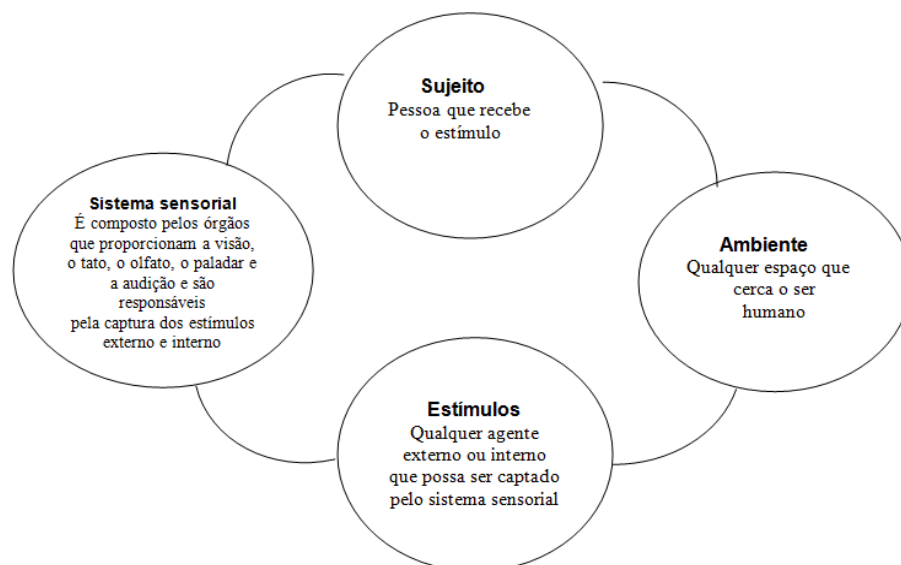 Sujeito
Pessoa que recebe
o estímulo
Sistema sensorial
É composto pelos órgãos
que proporcionam a visão,
o tato, o olfato, o paladar e
a audição e são
responsáveis
pela captura dos estímulos
externo e interno
Ambiente
Qualquer espaço que
cerca o ser
humano
Estímulos
Qualquer agente
externo ou interno
que possa ser captado
pelo sistema sensorial